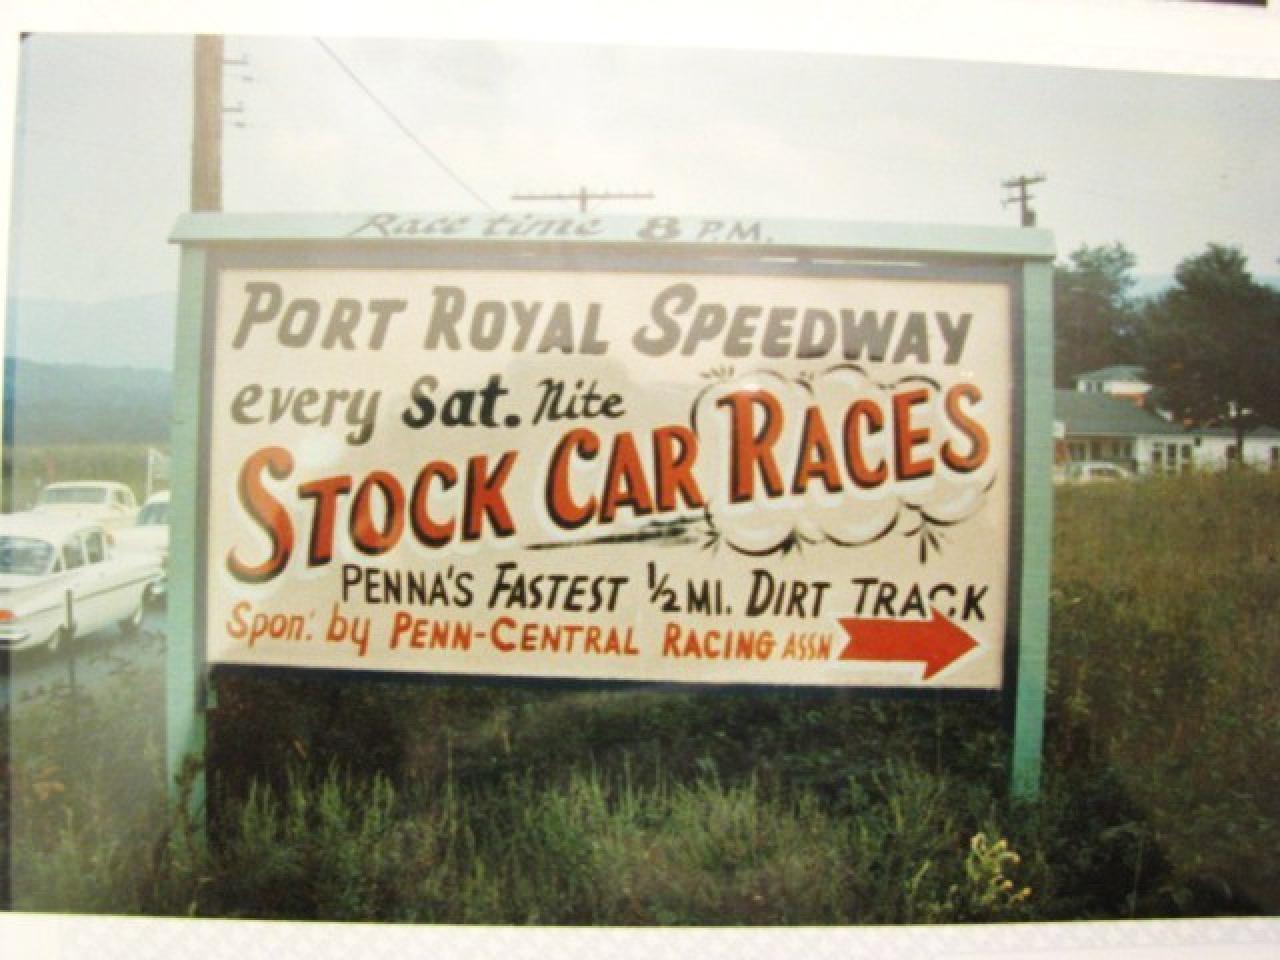 Race time 8 P.M.
PORT ROYAL SPEEDWAY
every Sat. Nite
STOCK CAR RACES
PENNA'S FASTEST 1/2 MI. DIRT TRACK
Spon. by PENN-CENTRAL RACING ASSN